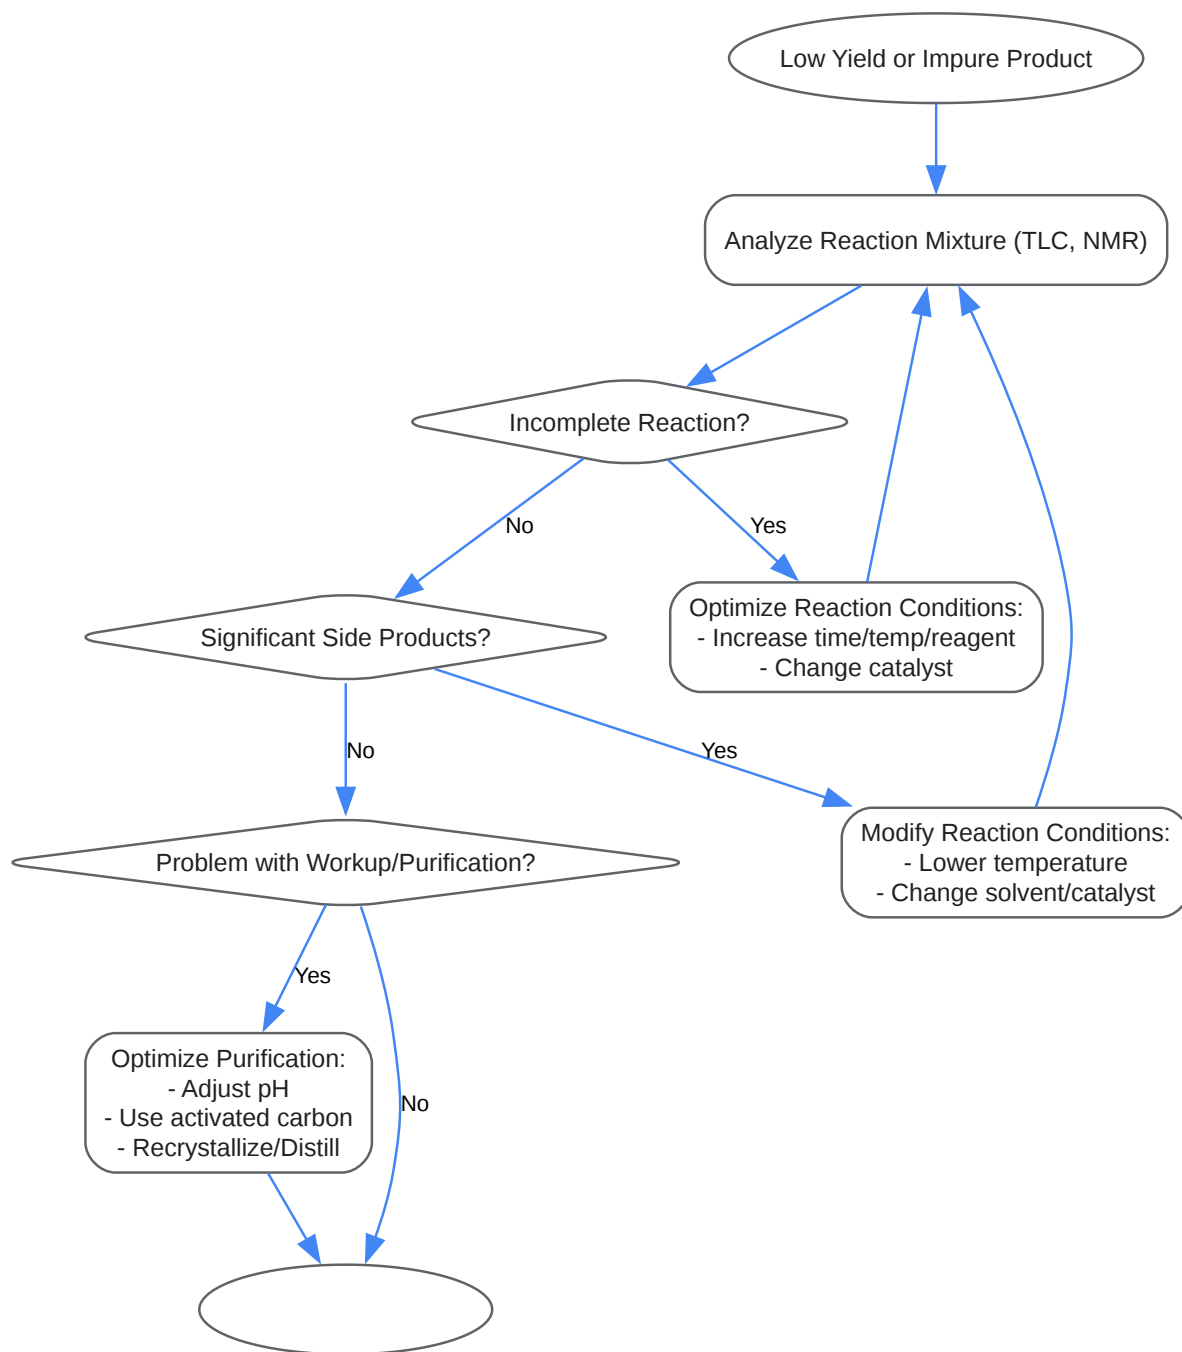 Low Yield or Impure Product
Analyze Reaction Mixture (TLC, NMR)
Incomplete Reaction?
No
Yes
Optimize Reaction Conditions:
- Increase time/temp/reagent
- Change catalyst
Significant Side Products?
No
Yes
Modify Reaction Conditions:
- Lower temperature
- Change solvent/catalyst
Problem with Workup/Purification?
Yes
No
Optimize Purification:
- Adjust pH
- Use activated carbon
- Recrystallize/Distill